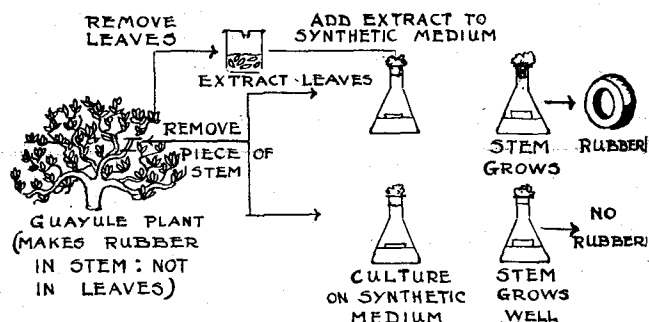 REMOVE
LEAVES
ADD EXTRACT TO
SYNTHETIC MEDIUM
EXTRACT LEAVES
REMOVE
PIECE OF
STEM
STEM
GROWS
RUBBER
GUAYULE PLANT
(MAKES RUBBER
IN STEM: NOT
IN LEAVES)
CULTURE
ON SYNTHETIC
MEDIUM
STEM
GROWS
WELL
NO
RUBBER